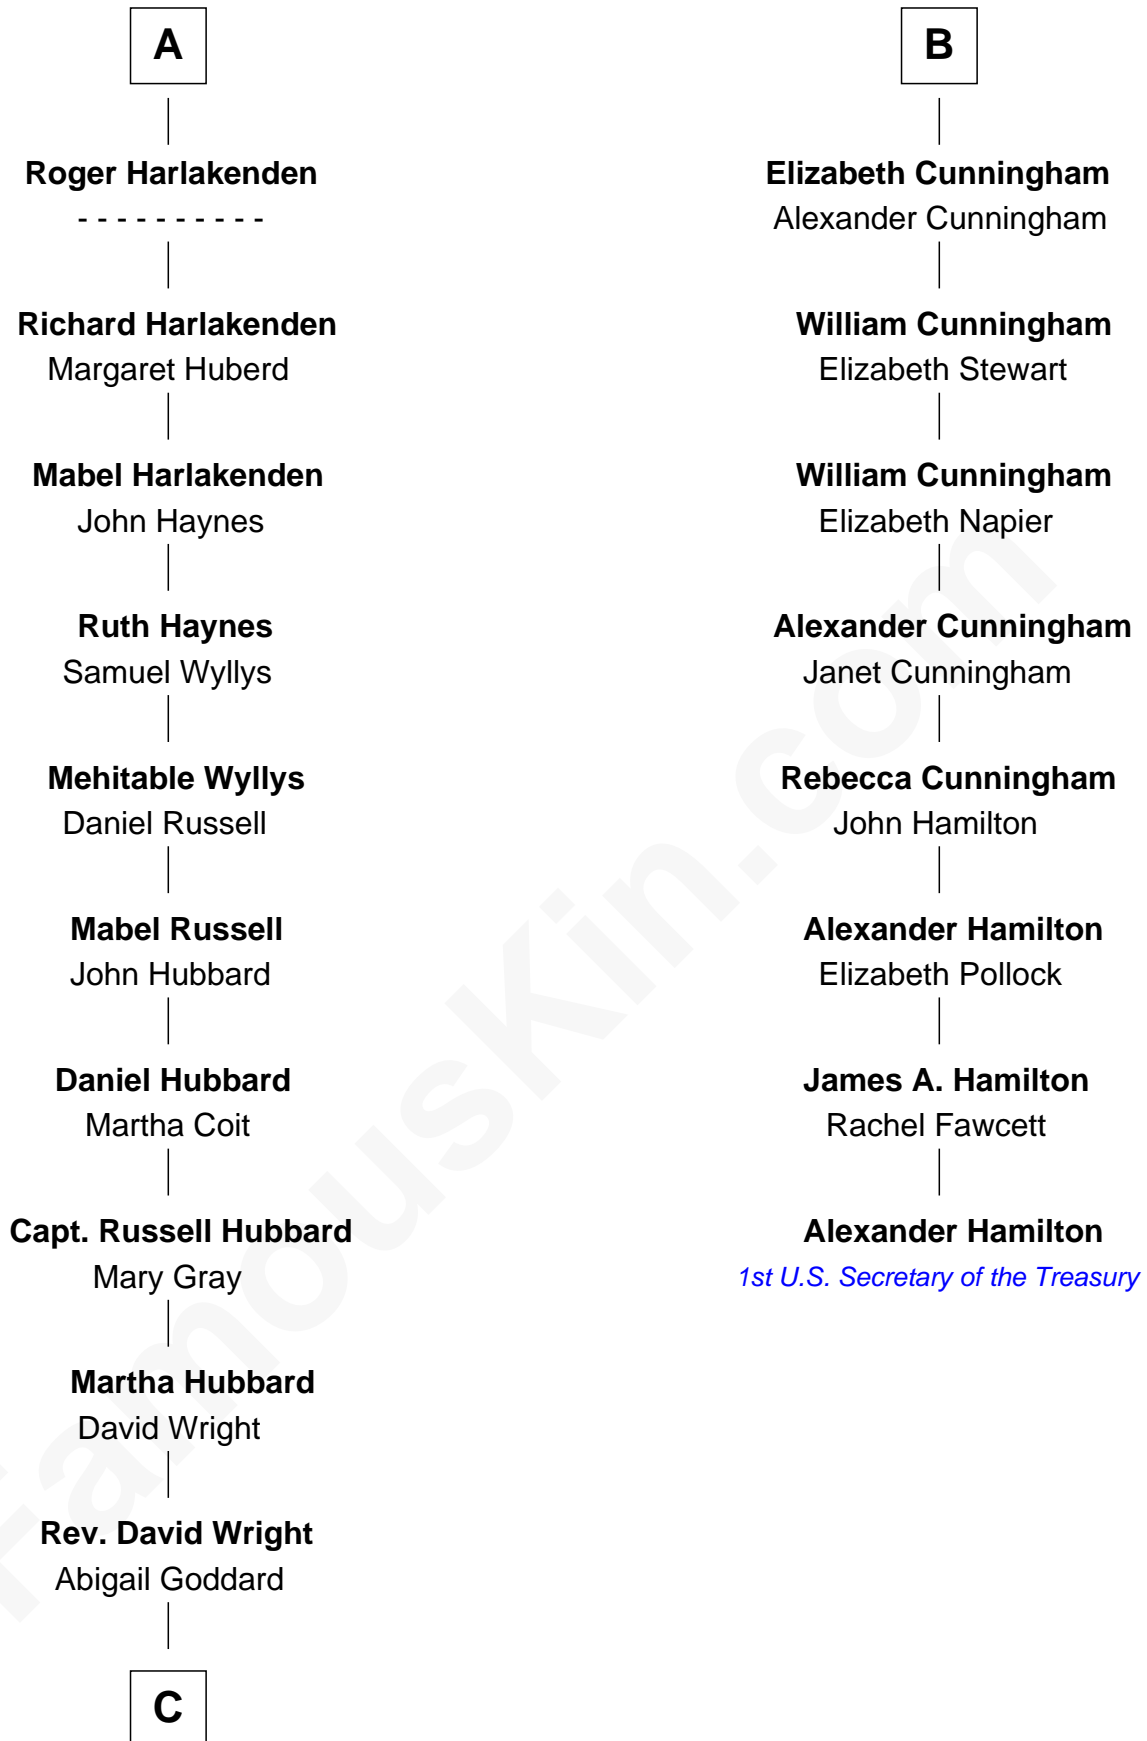 A
Roger Harlakenden
- - - - - - - - - -
Richard Harlakenden
Margaret Huberd
Mabel Harlakenden
John Haynes
Ruth Haynes
Samuel Wyllys
Mehitable Wyllys
Daniel Russell
Mabel Russell
John Hubbard
Daniel Hubbard
Martha Coit
Capt. Russell Hubbard
Mary Gray
Martha Hubbard
David Wright
Rev. David Wright
Abigail Goddard
C
B
Elizabeth Cunningham
Alexander Cunningham
William Cunningham
Elizabeth Stewart
William Cunningham
Elizabeth Napier
Alexander Cunningham
Janet Cunningham
Rebecca Cunningham
John Hamilton
Alexander Hamilton
Elizabeth Pollock
James A. Hamilton
Rachel Fawcett
Alexander Hamilton
1st U.S. Secretary of the Treasury
FamousKin.com